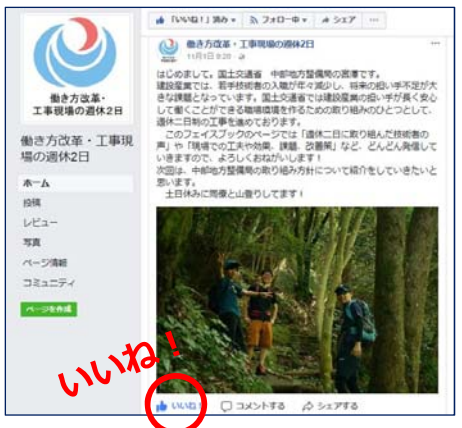 「いいね！」済み フォロー中 シェア …
働き方改革・工事現場の週休2日
11月1日 8:20
はじめまして。国土交通省　中部地方整備局の宮澤です。
建設産業では、若手技術者の入職が年々減少し、将来の担い手不足が大
きな課題となっています。国土交通省では建設産業の担い手が長く安心
して働くことができる職場環境を作るための取り組みのひとつとして、
週休二日制の工事を進めております。
このフェイスブックのページでは「週休二日に取り組んだ技術者の
声」や「現場での工夫や効果、課題、改善策」など、どんどん発信して
いきますので、よろしくおねがいします！
次回は、中部地方整備局の取り組み方針について紹介をしていきたいと
思います。
土日休みに同僚と山登りしてます！
働き方改革・
工事現場の週休2日
働き方改革・工事現
場の週休2日
ホーム
投稿
レビュー
写真
ページ情報
コミュニティ
ページを作成
いいね！
いいね！ コメントする シェアする